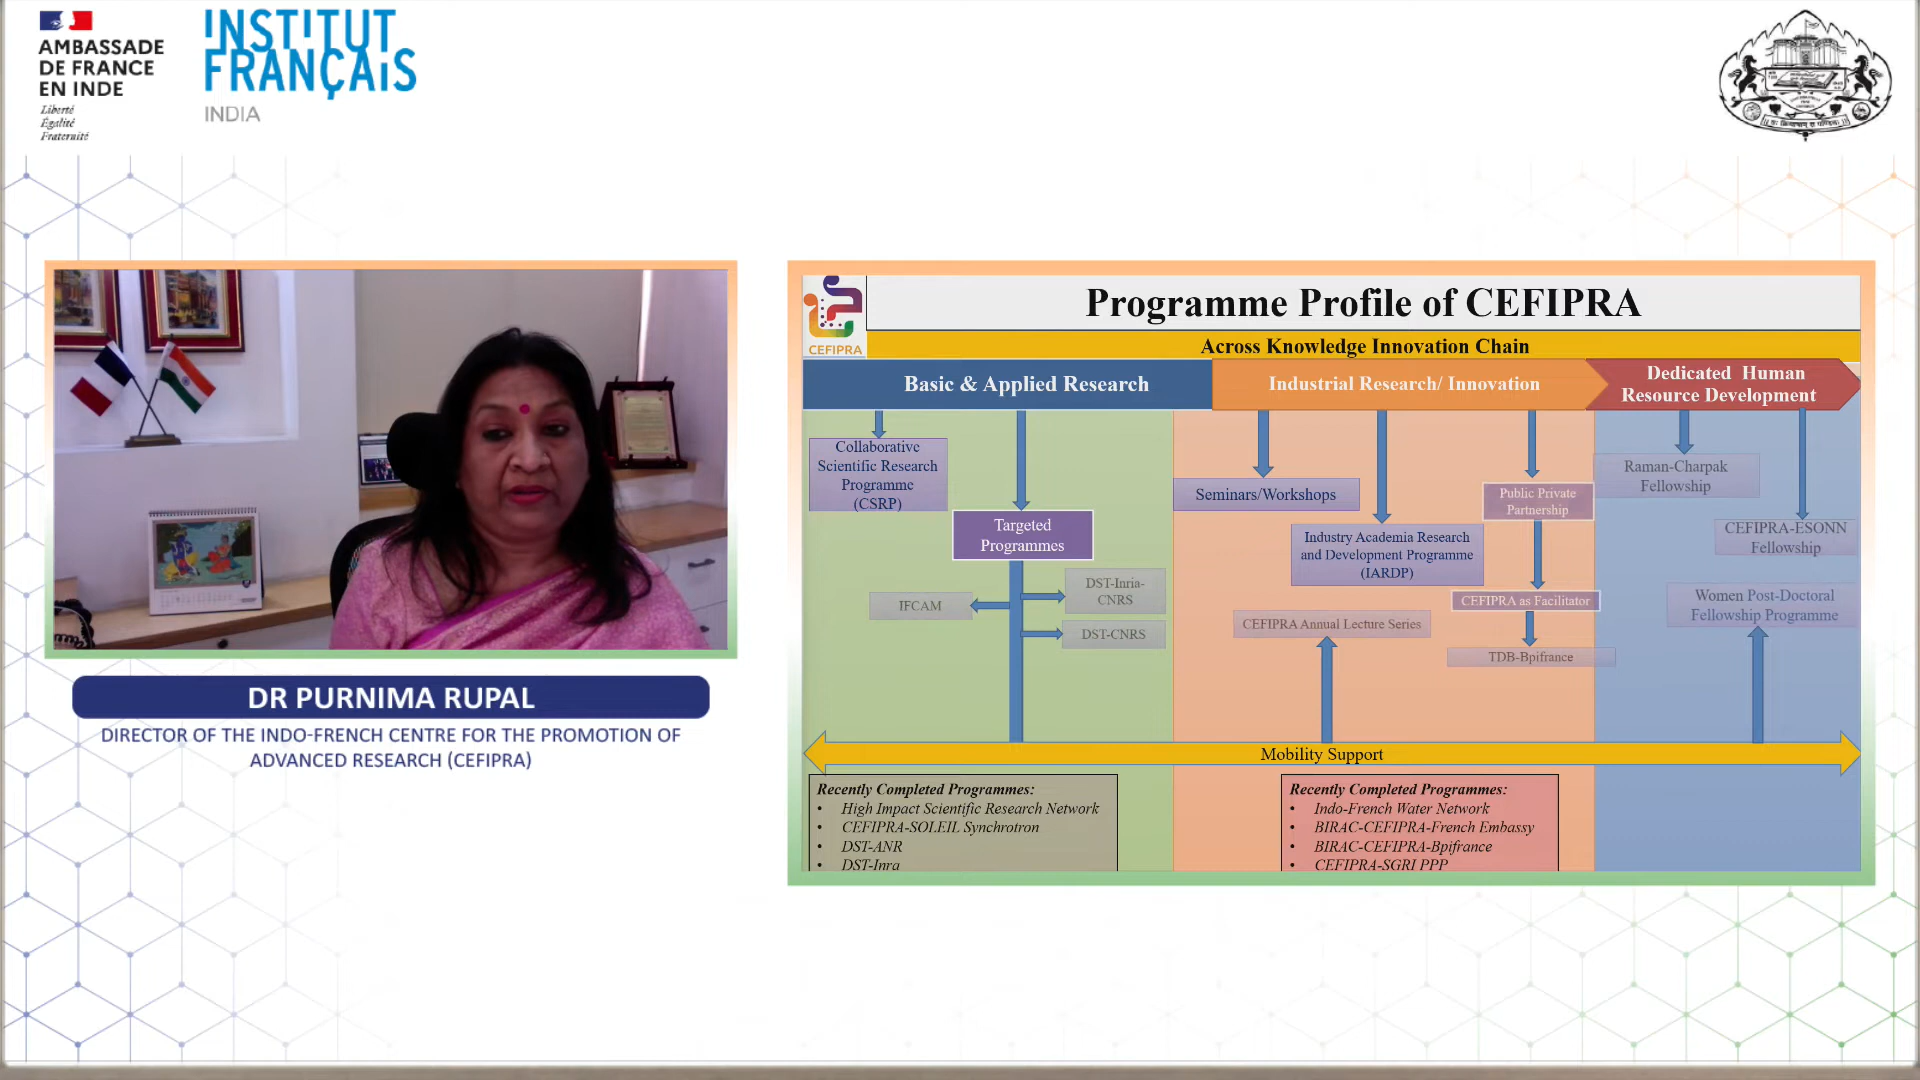 AMBASSADE
DE FRANCE
EN INDE
Liberté
Égalité
Fraternité
INSTITUT
FRANÇAIS
INDIA
DR PURNIMA RUPAL
DIRECTOR OF THE INDO-FRENCH CENTRE FOR THE PROMOTION OF
ADVANCED RESEARCH (CEFIPRA)
CEFIPRA
Programme Profile of CEFIPRA
Across Knowledge Innovation Chain
Basic & Applied Research
Industrial Research/ Innovation
Dedicated Human
Resource Development
Collaborative
Scientific Research
Programme
(CSRP)
Targeted
Programmes
IFCAM
DST-Inria-
CNRS
DST-CNRS
Seminars/Workshops
Industry Academia Research
and Development Programme
(IARDP)
CEFIPRA Annual Lecture Series
Public Private
Partnership
CEFIPRA as Facilitator
TDB-Bpifrance
Raman-Charpak
Fellowship
CEFIPRA-ESONN
Fellowship
Women Post-Doctoral
Fellowship Programme
Mobility Support
Recently Completed Programmes:
• High Impact Scientific Research Network
• CEFIPRA-SOLEIL Synchrotron
• DST-ANR
• DST-Inra
Recently Completed Programmes:
• Indo-French Water Network
• BIRAC-CEFIPRA-French Embassy
• BIRAC-CEFIPRA-Bpifrance
• CEFIPRA-SGRI PPP